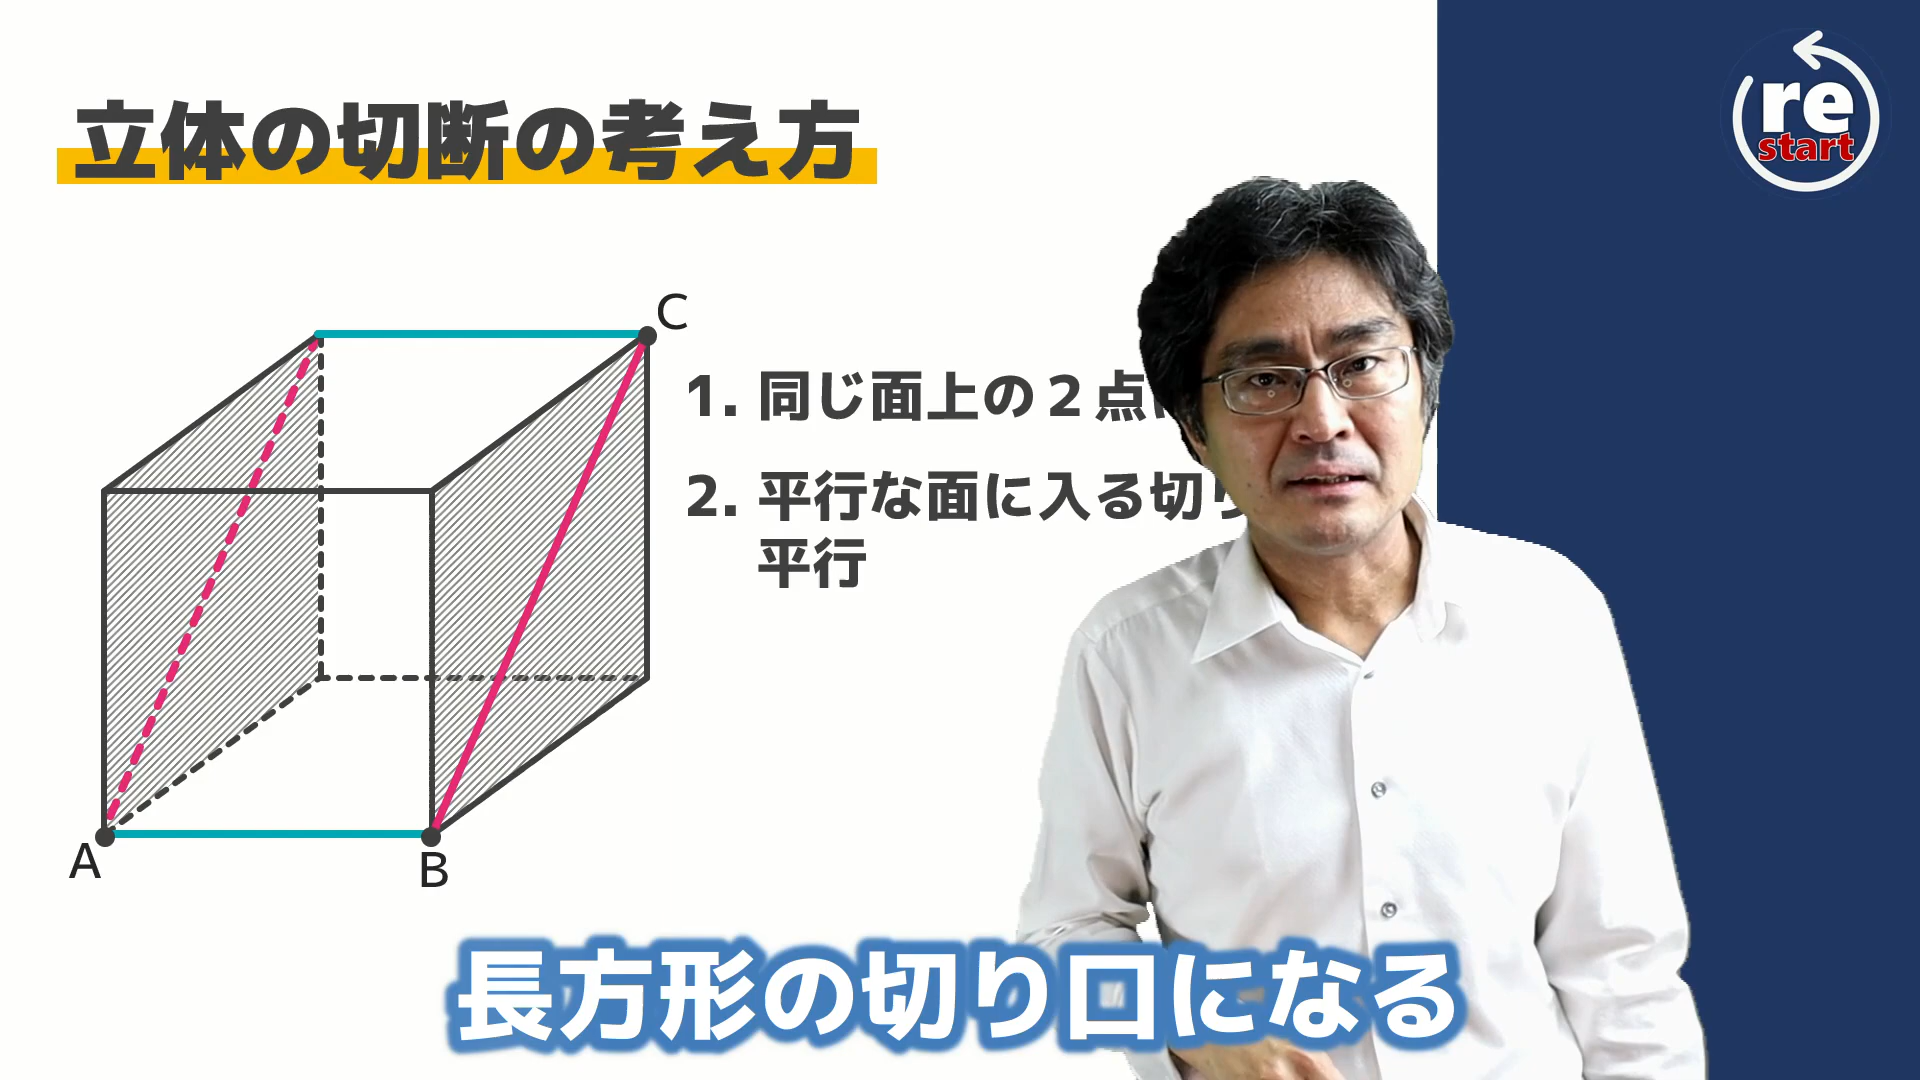 立体の切断の考え方
re
start
C
1. 同じ面上の２点
2. 平行な面に入る切り
平行
A
B
長方形の切り口になる